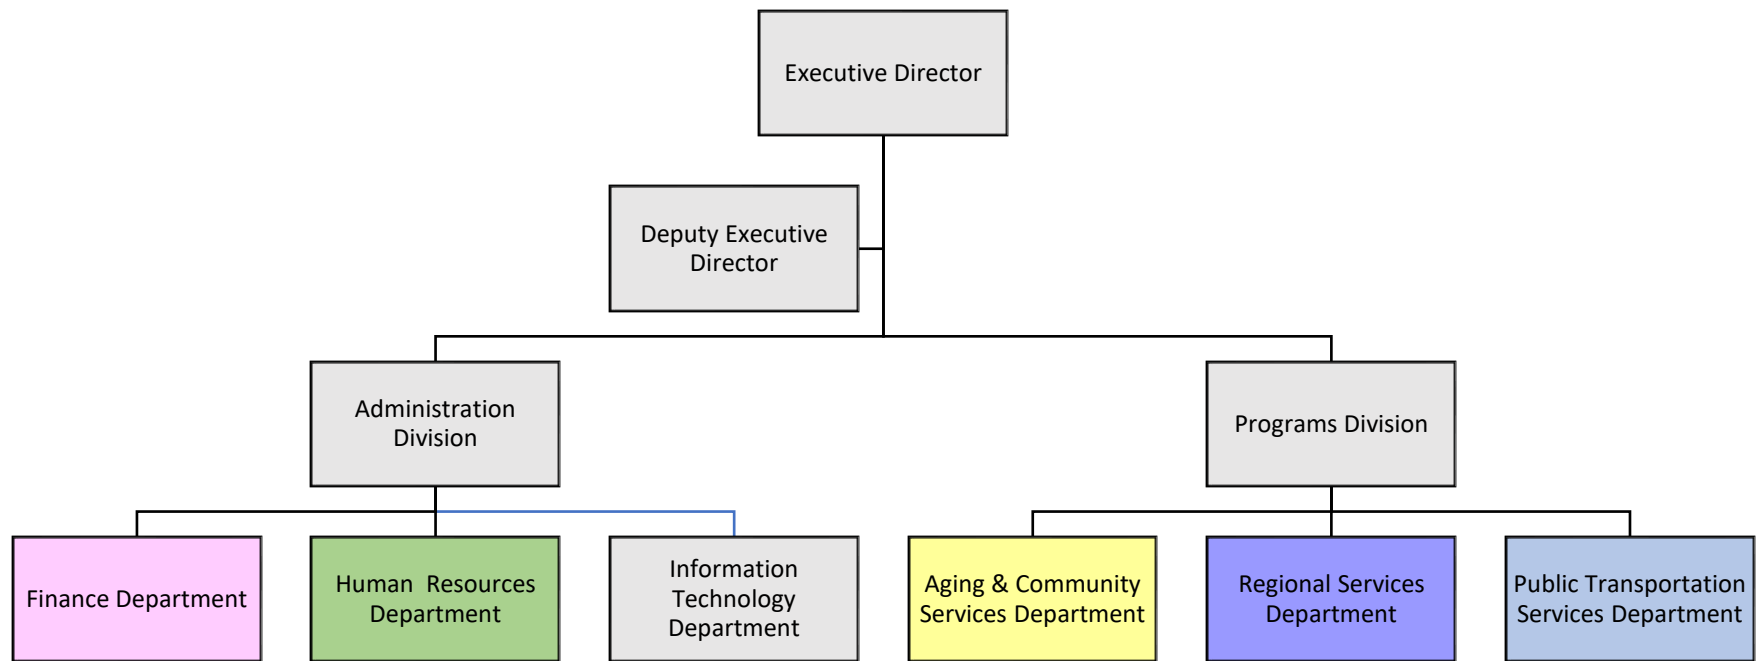 Executive Director
Deputy Executive
Director
Administration
Division
Programs Division
Finance Department
Human  Resources
Department
Information
Technology
Department
Aging & Community
Services Department
Regional Services
Department
Public Transportation
Services Department